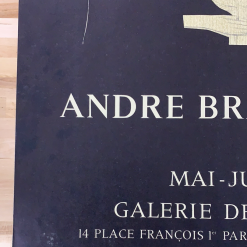 ANDRE BR
MAI - JU
GALERIE DE
14 PLACE FRANÇOIS 1er PAR